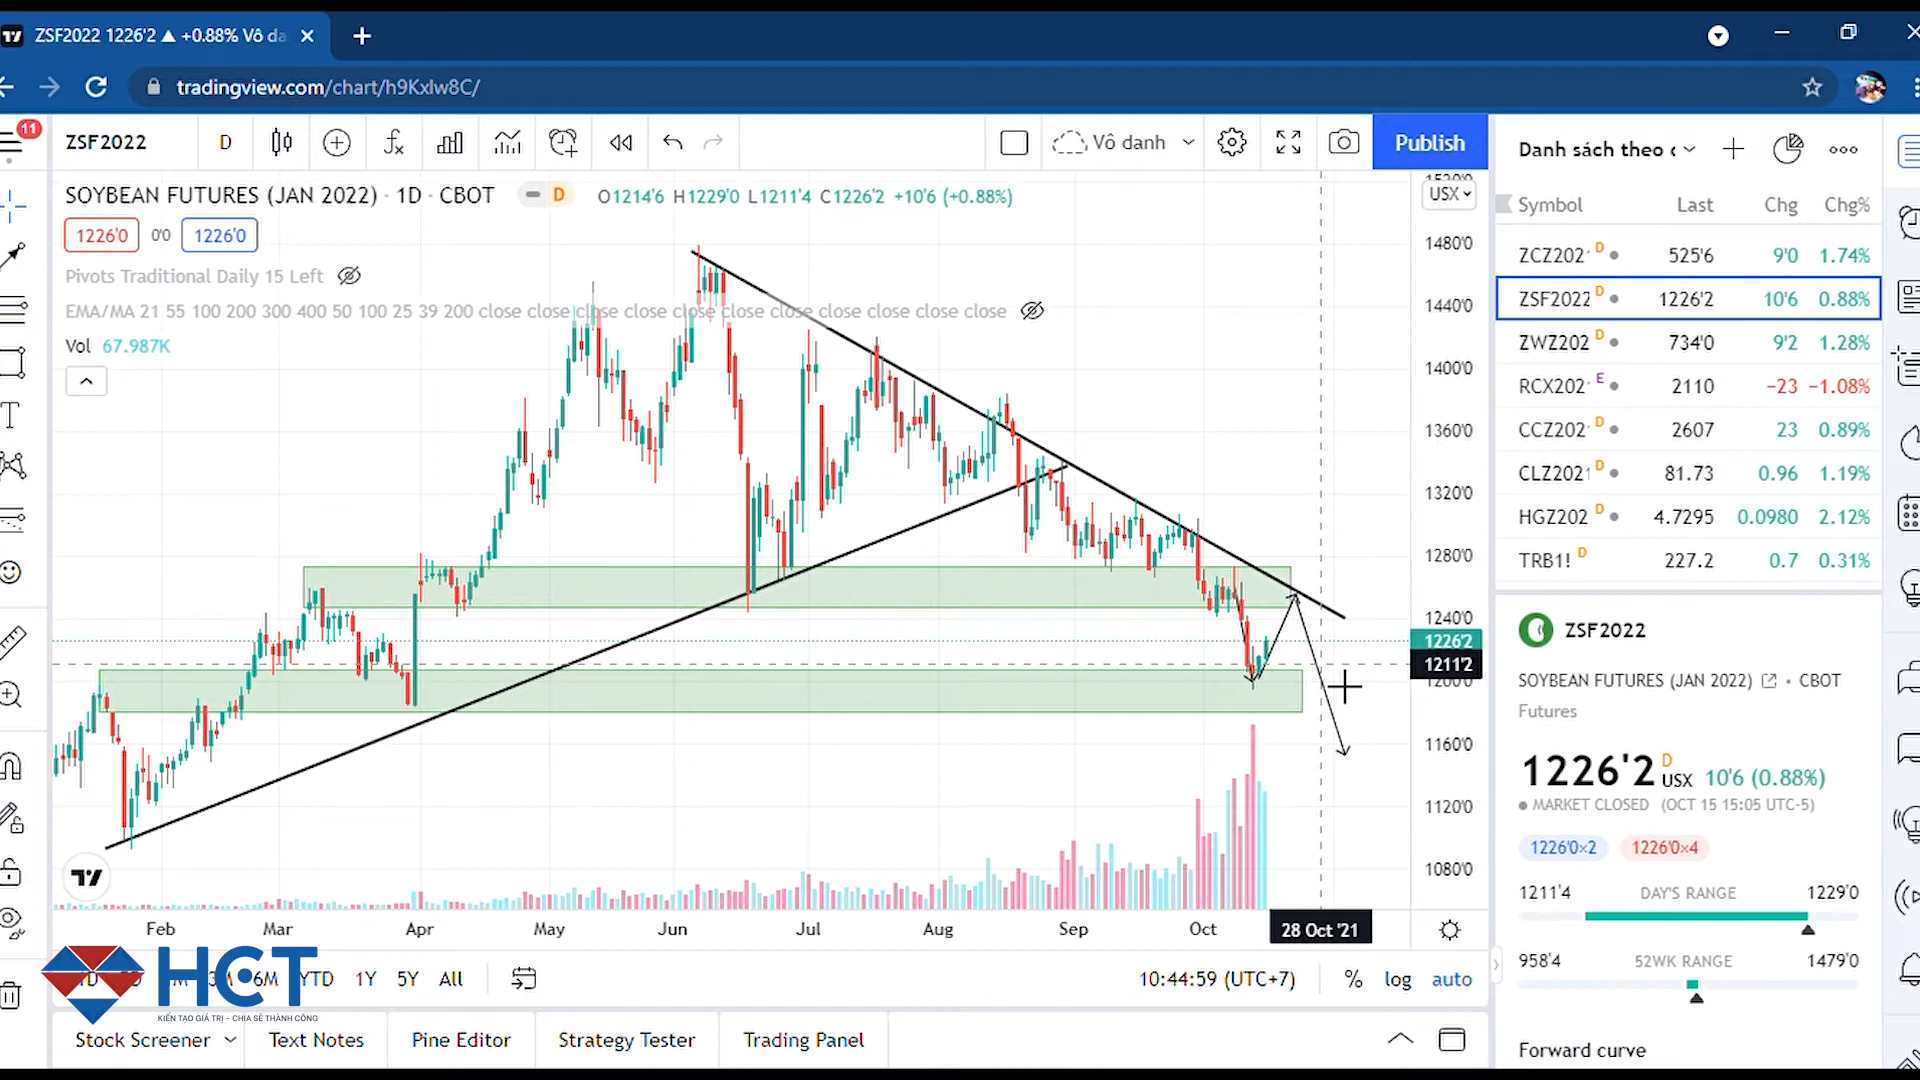 ZSF2022 1226'2 ▲ +0.88% Vô da
tradingview.com/chart/h9KxIw8C/
11
ZSF2022
D
Vô danh
Publish
SOYBEAN FUTURES (JAN 2022) · 1D · CBOT
D
O1214'6 H1229'0 L1211'4 C1226'2 +10'6 (+0.88%)
1226'0
0'0
1226'0
Pivots Traditional Daily 15 Left
EMA/MA 21 55 100 200 300 400 50 100 25 39 200 close close close close close close close close close close close
Vol 67.987K
USX
1480'0
1440'0
1400'0
1360'0
1320'0
1280'0
1240'0
1226'2
1211'2
1200'0
1160'0
1120'0
1080'0
Feb
Mar
Apr
May
Jun
Jul
Aug
Sep
Oct
28 Oct '21
6M
YTD
1Y
5Y
All
10:44:59 (UTC+7)
%
log
auto
HCT
KIẾN TẠO GIÁ TRỊ - CHIA SẺ THÀNH CÔNG
Stock Screener
Text Notes
Pine Editor
Strategy Tester
Trading Panel
Danh sách theo
Symbol Last Chg Chg%
ZCZ202 D 525'6 9'0 1.74%
ZSF2022 D 1226'2 10'6 0.88%
ZWZ202 D 734'0 9'2 1.28%
RCX202 E 2110 −23 −1.08%
CCZ202 D 2607 23 0.89%
CLZ2021 D 81.73 0.96 1.19%
HGZ202 D 4.7295 0.0980 2.12%
TRB1! D 227.2 0.7 0.31%
ZSF2022
SOYBEAN FUTURES (JAN 2022) • CBOT
Futures
1226'2 D USX 10'6 (0.88%)
MARKET CLOSED (OCT 15 15:05 UTC-5)
1226'0×2
1226'0×4
1211'4 DAY'S RANGE 1229'0
958'4 52WK RANGE 1479'0
Forward curve